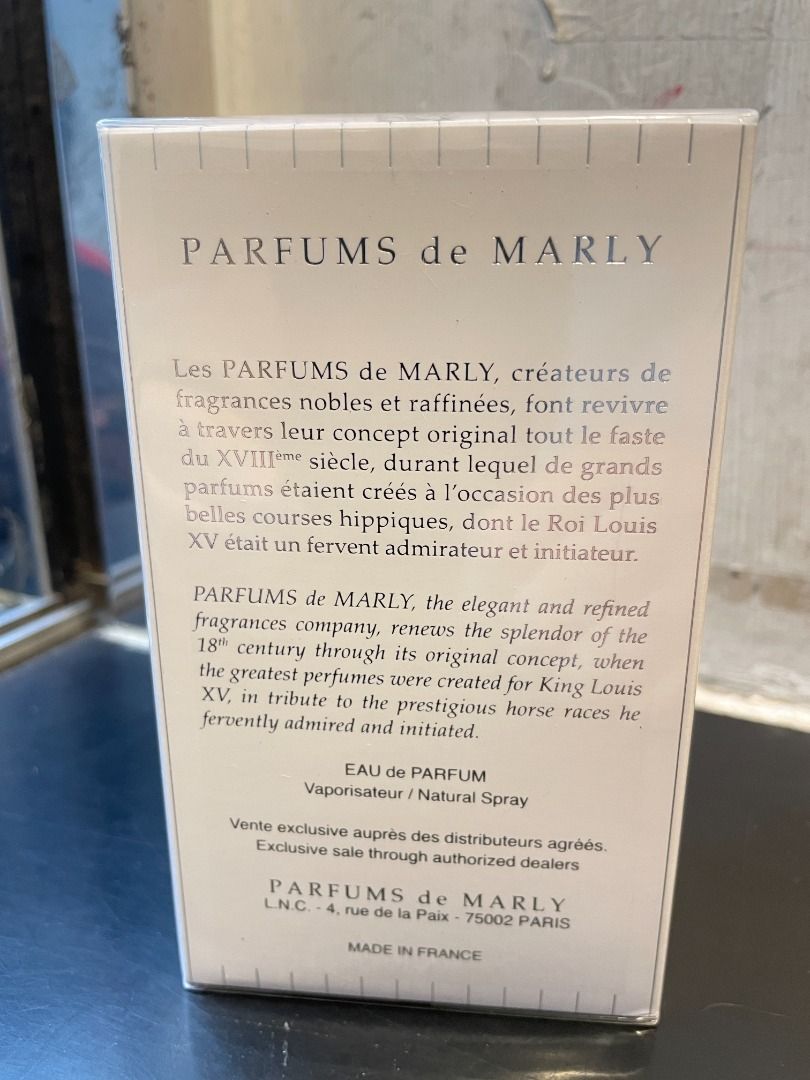 PARFUMS de MARLY
Les PARFUMS de MARLY, créateurs de
fragrances nobles et raffinées, font revivre
à travers leur concept original tout le faste
du XVIIIème siècle, durant lequel de grands
parfums étaient créés à l'occasion des plus
belles courses hippiques, dont le Roi Louis
XV était un fervent admirateur et initiateur.
PARFUMS de MARLY, the elegant and refined
fragrances company, renews the splendor of the
18th century through its original concept, when
the greatest perfumes were created for King Louis
XV, in tribute to the prestigious horse races he
fervently admired and initiated.
EAU de PARFUM
Vaporisateur / Natural Spray
Vente exclusive auprès des distributeurs agréés.
Exclusive sale through authorized dealers
PARFUMS de MARLY
L.N.C. - 4, rue de la Paix - 75002 PARIS
MADE IN FRANCE